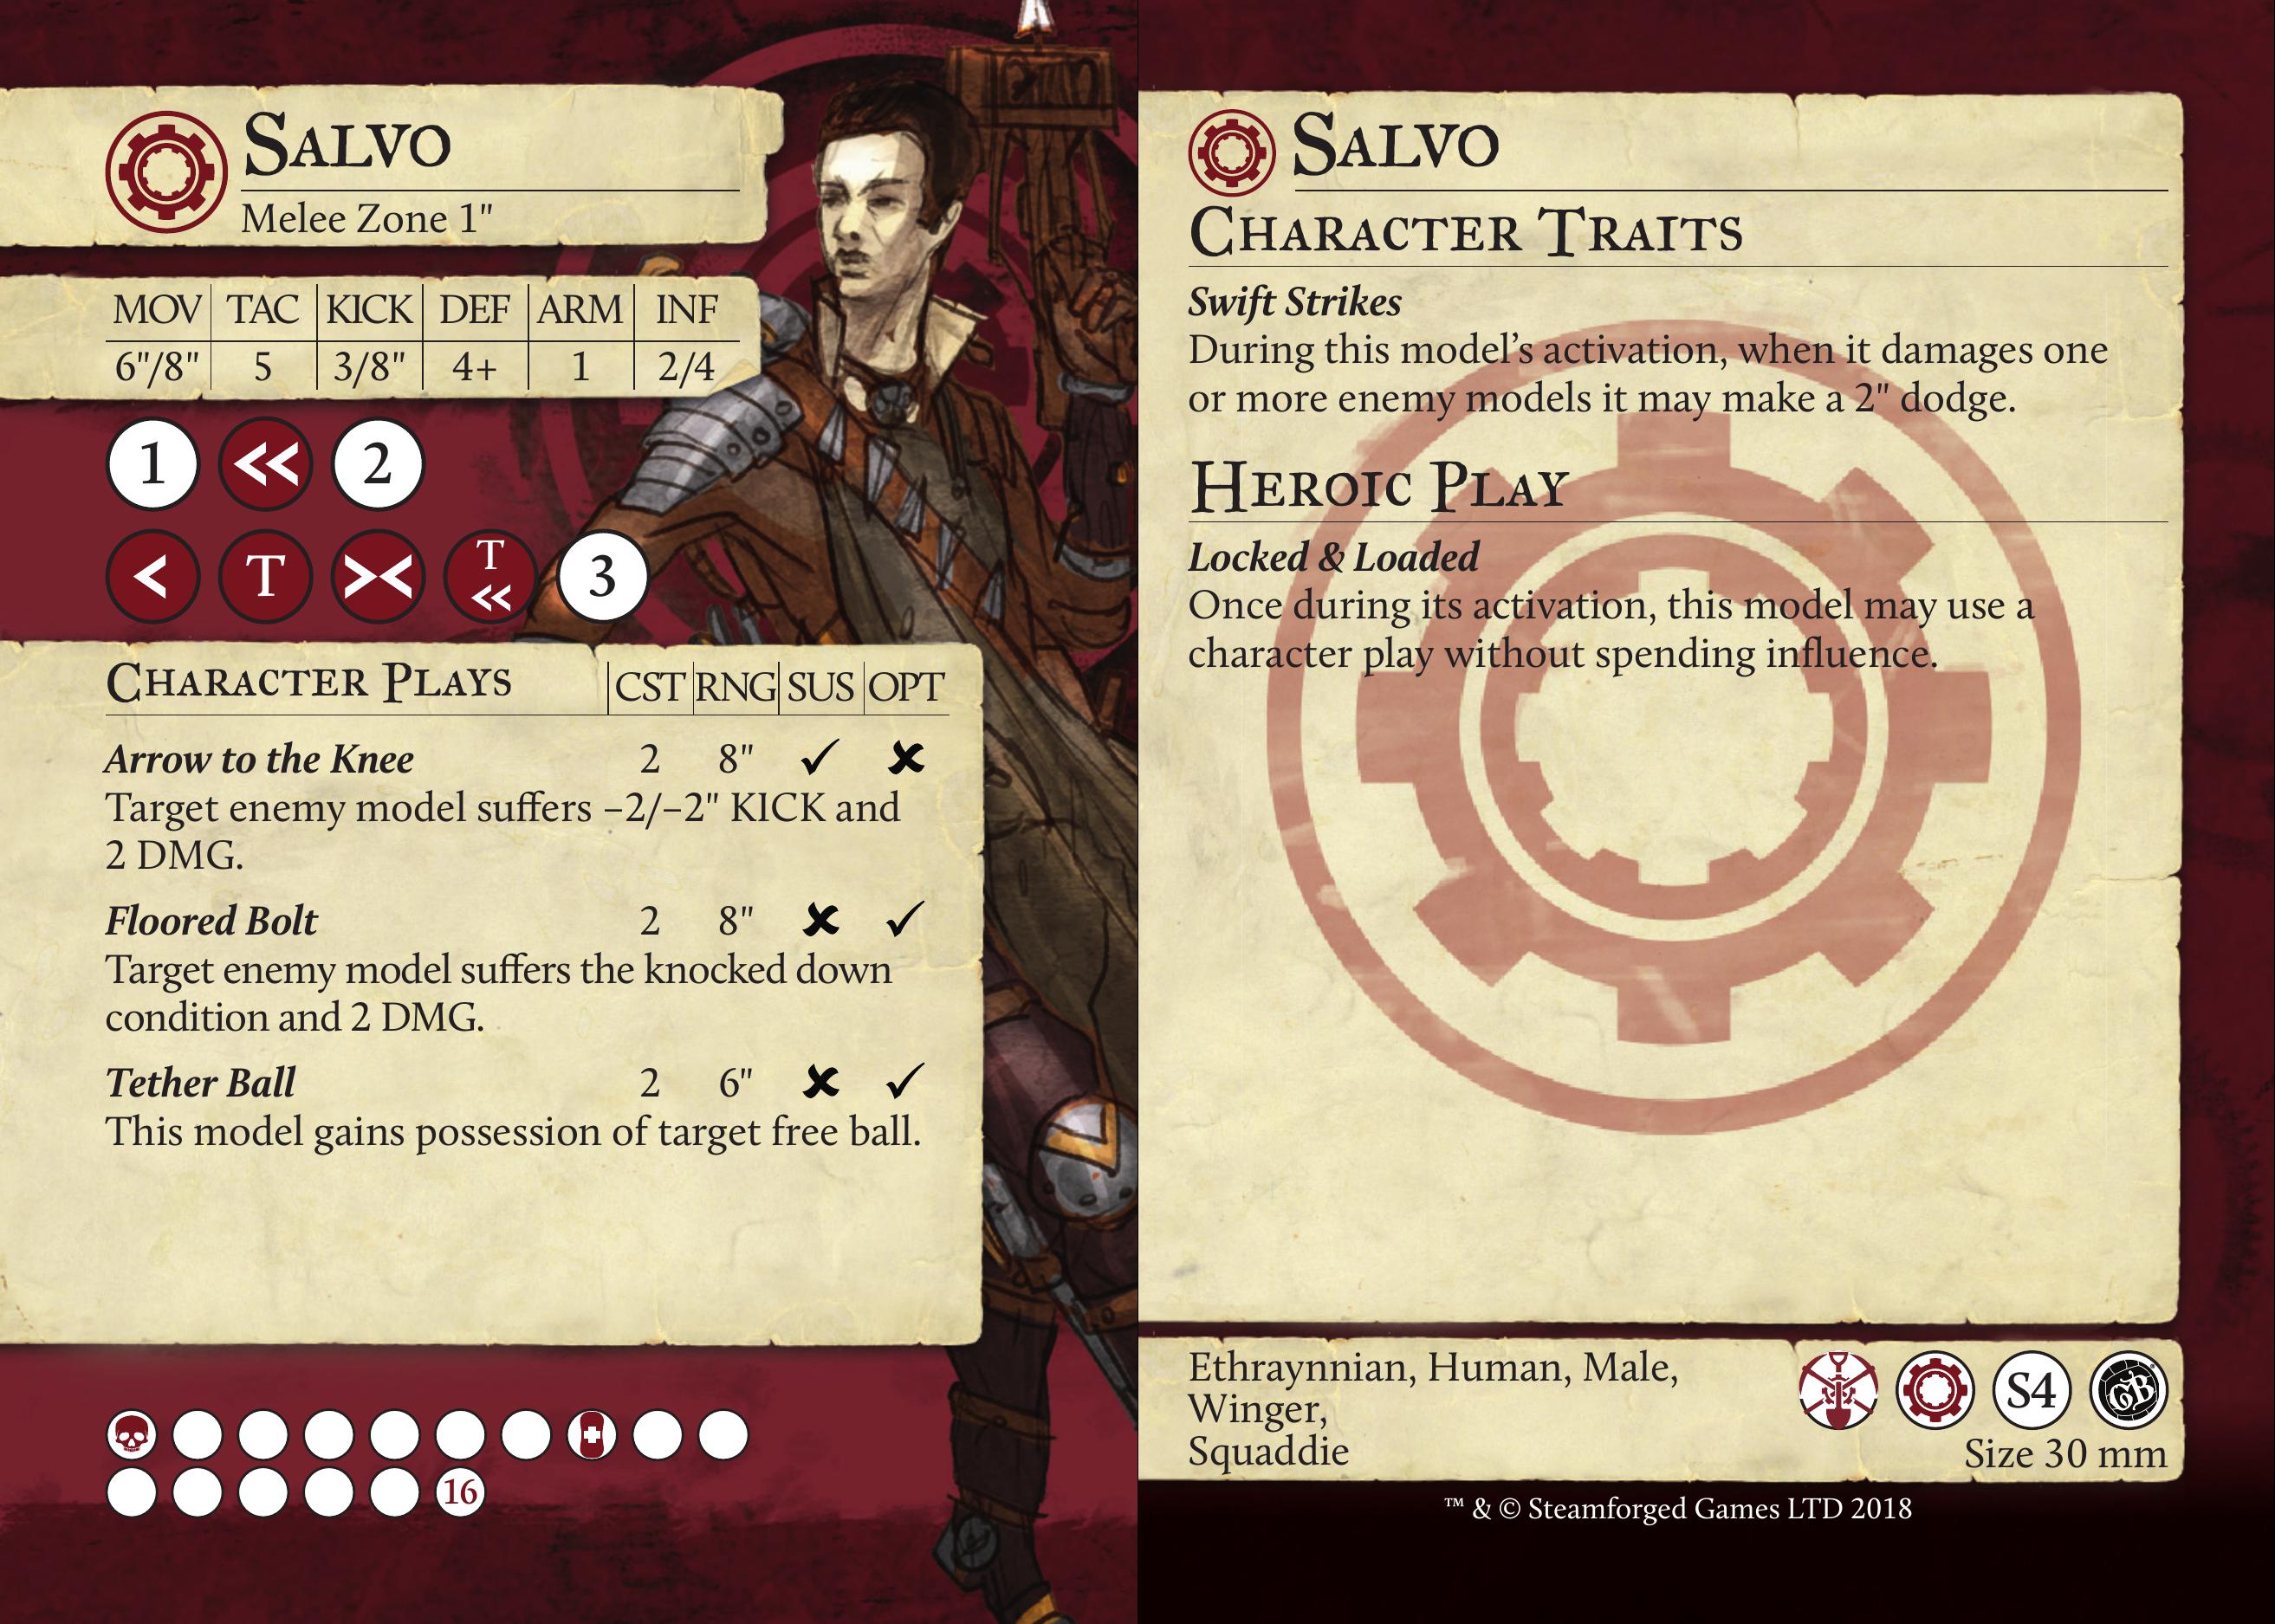 Salvo
Melee Zone 1"
MOV TAC KICK DEF ARM INF
6"/8" 5 3/8" 4+ 1 2/4
1 2
T T 3
Character Plays CST RNG SUS OPT
Arrow to the Knee 2 8" ✓ ✘
Target enemy model suffers –2/–2" KICK and
2 DMG.
Floored Bolt 2 8" ✘ ✓
Target enemy model suffers the knocked down
condition and 2 DMG.
Tether Ball 2 6" ✘ ✓
This model gains possession of target free ball.
16
Salvo
Character Traits
Swift Strikes
During this model's activation, when it damages one
or more enemy models it may make a 2" dodge.
Heroic Play
Locked & Loaded
Once during its activation, this model may use a
character play without spending influence.
Ethraynnian, Human, Male,
Winger,
Squaddie
S4 GB
Size 30 mm
™ & © Steamforged Games LTD 2018